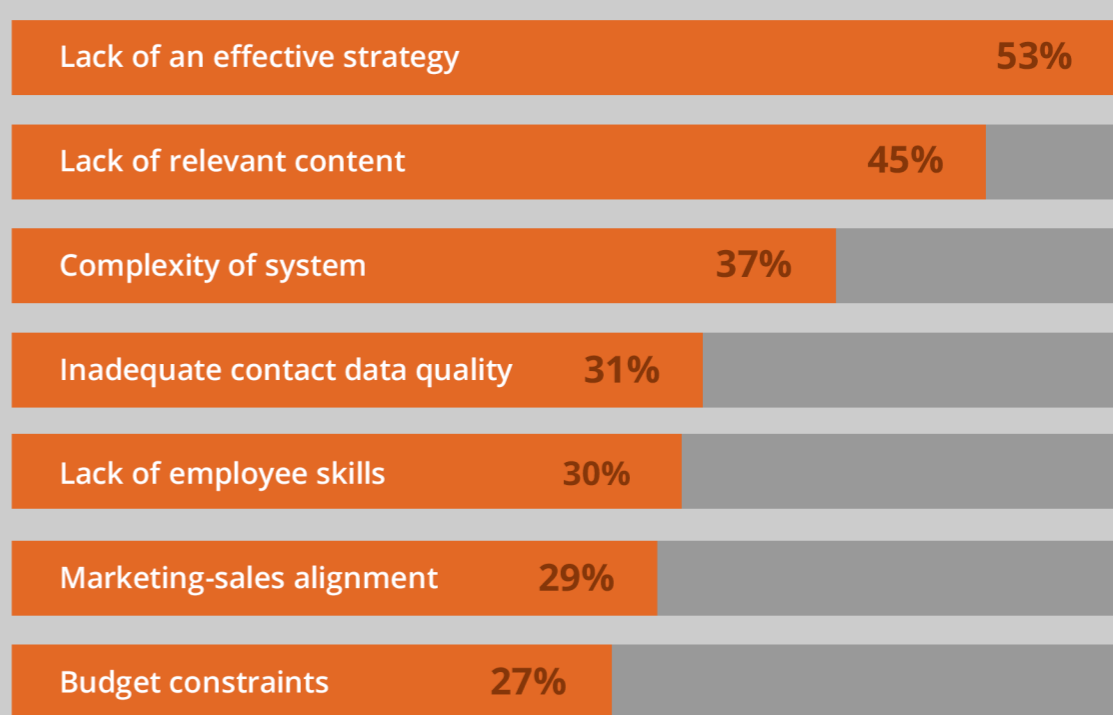 Lack of an effective strategy 53%
Lack of relevant content 45%
Complexity of system 37%
Inadequate contact data quality 31%
Lack of employee skills 30%
Marketing-sales alignment 29%
Budget constraints 27%